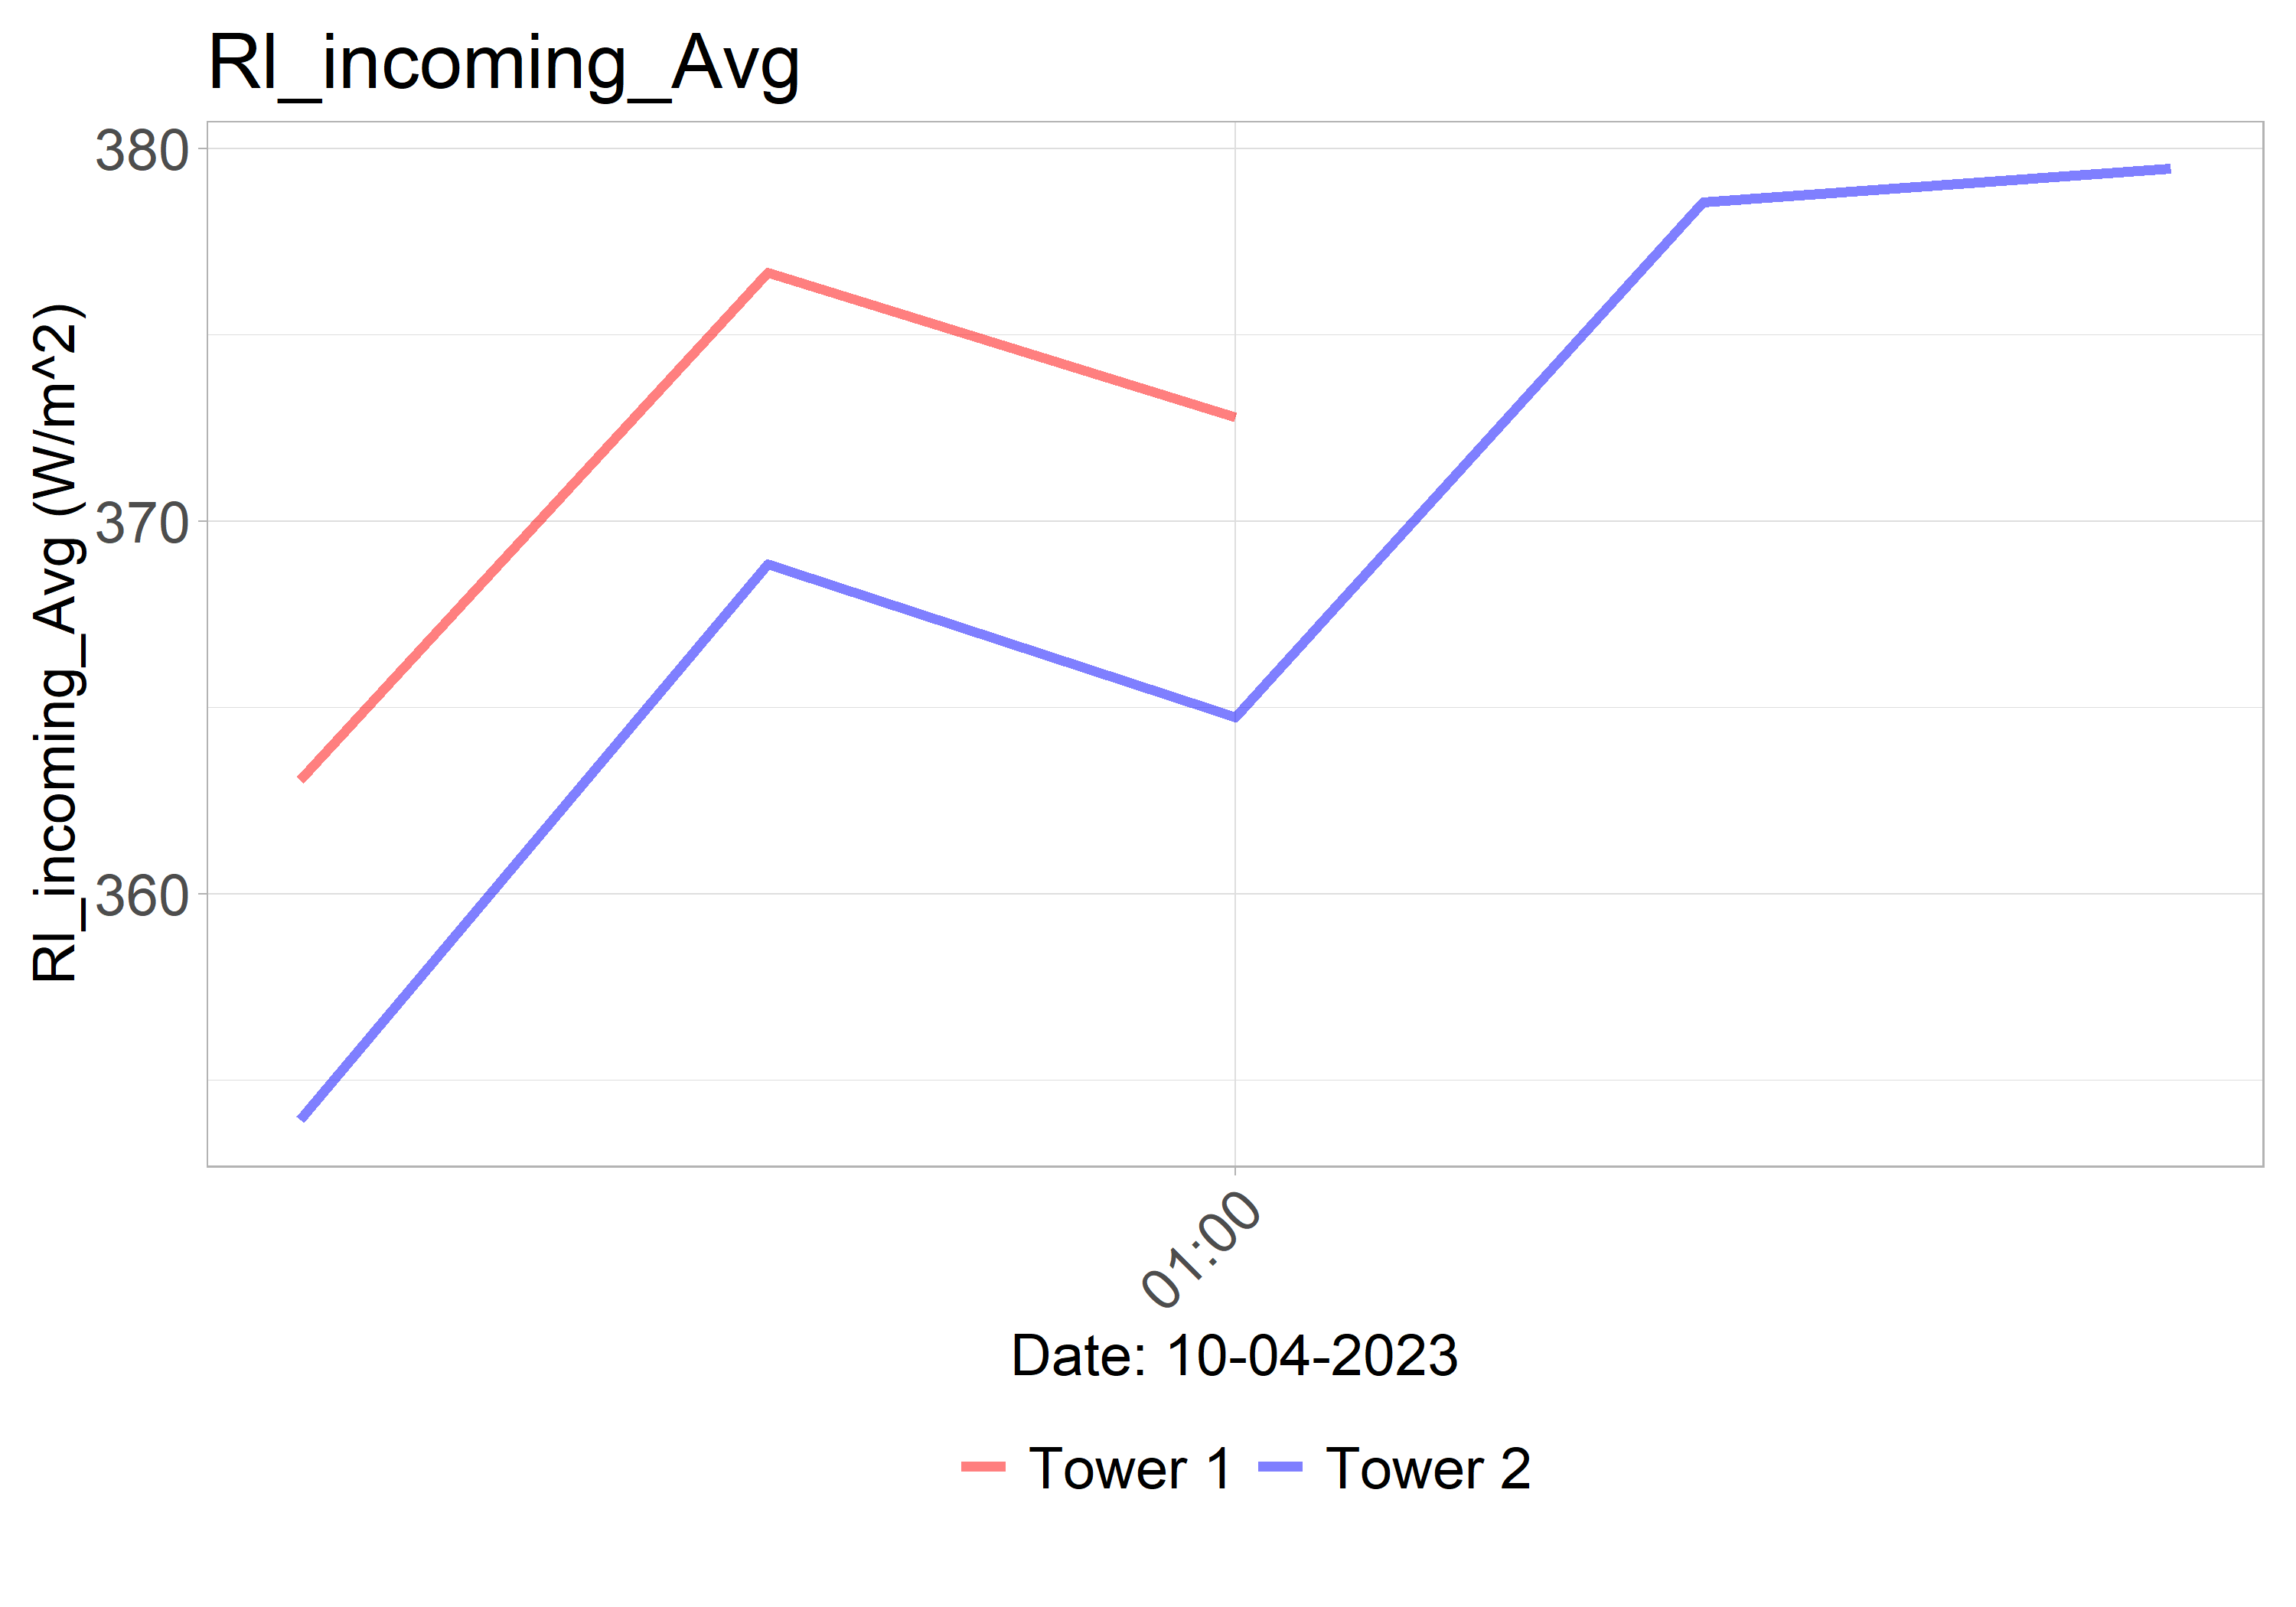 Rl_incoming_Avg
Rl_incoming_Avg (W/m^2)
380
370
360
01:00
Date: 10-04-2023
Tower 1 Tower 2